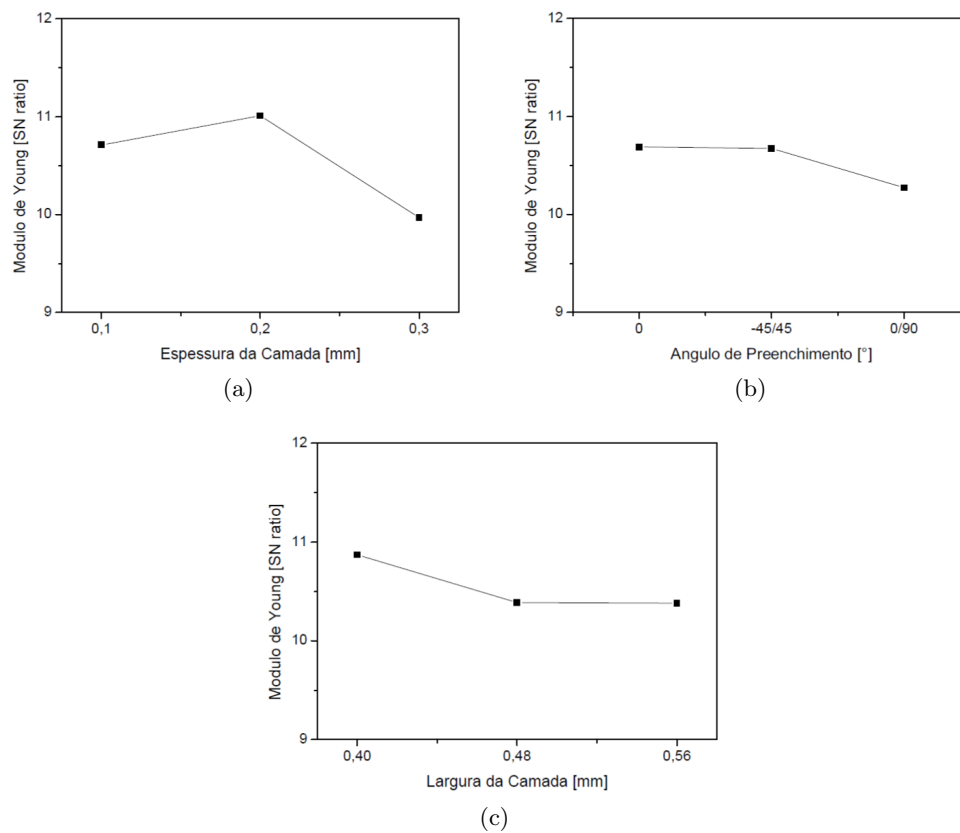 12
11
10
9
Modulo de Young [SN ratio]
0,1
0,2
0,3
Espessura da Camada [mm]
(a)
12
11
10
9
Modulo de Young [SN ratio]
0
-45/45
0/90
Angulo de Preenchimento [°]
(b)
12
11
10
9
Modulo de Young [SN ratio]
0,40
0,48
0,56
Largura da Camada [mm]
(c)